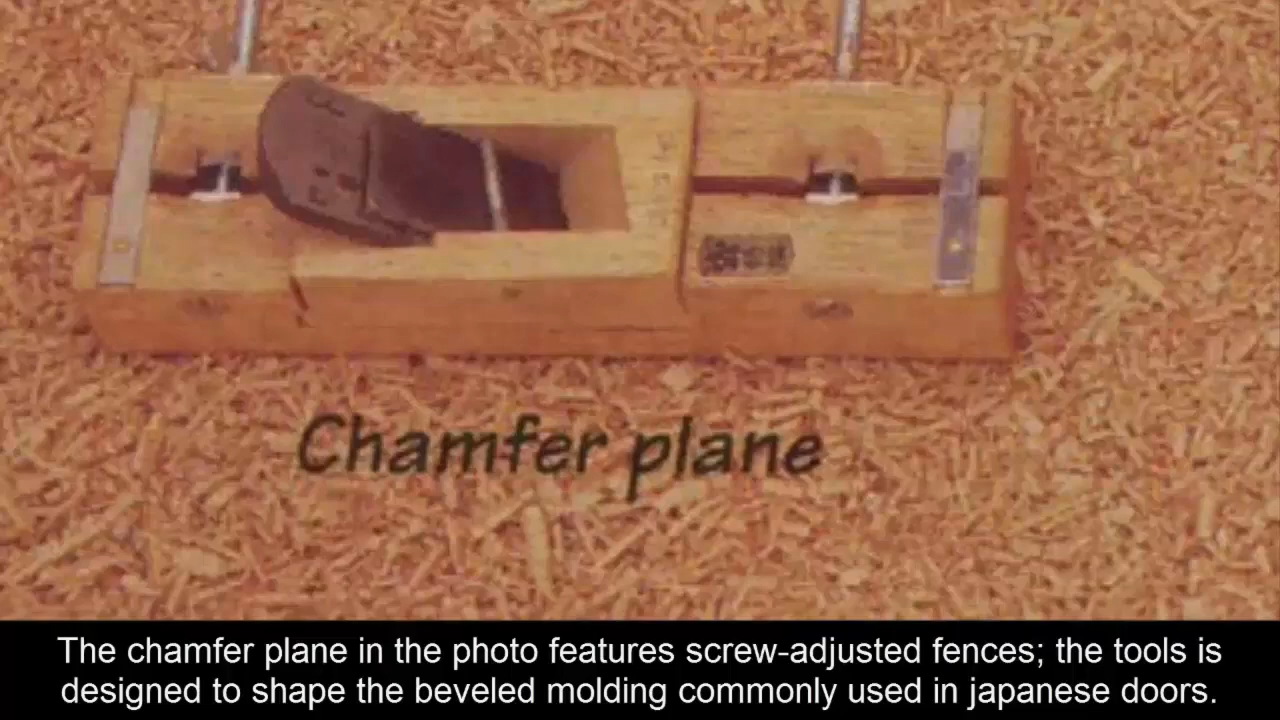 Chamfer plane
The chamfer plane in the photo features screw-adjusted fences; the tools is
designed to shape the beveled molding commonly used in japanese doors.